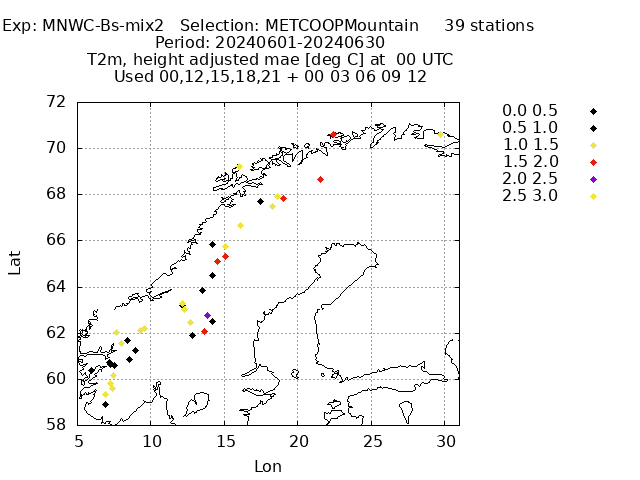 Exp: MNWC-Bs-mix2   Selection: METCOOPMountain     39 stations
Period: 20240601-20240630
T2m, height adjusted mae [deg C] at  00 UTC
Used 00,12,15,18,21 + 00 03 06 09 12
0.0 0.5
0.5 1.0
1.0 1.5
1.5 2.0
2.0 2.5
2.5 3.0
72
70
68
66
64
62
60
58
Lat
5 10 15 20 25 30
Lon